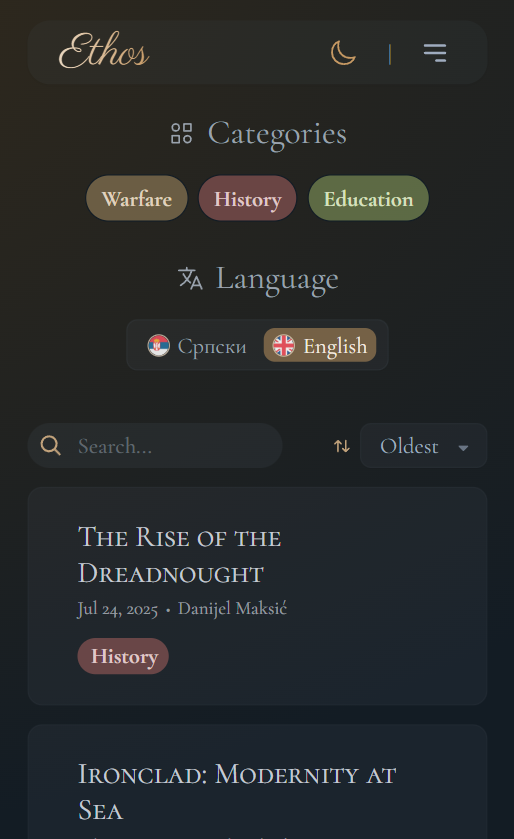 Ethos
|
Categories
Warfare History Education
Language
Српски English
Search...
Oldest
The Rise of the
Dreadnought
Jul 24, 2025 • Danijel Maksić
History
Ironclad: Modernity at
Sea